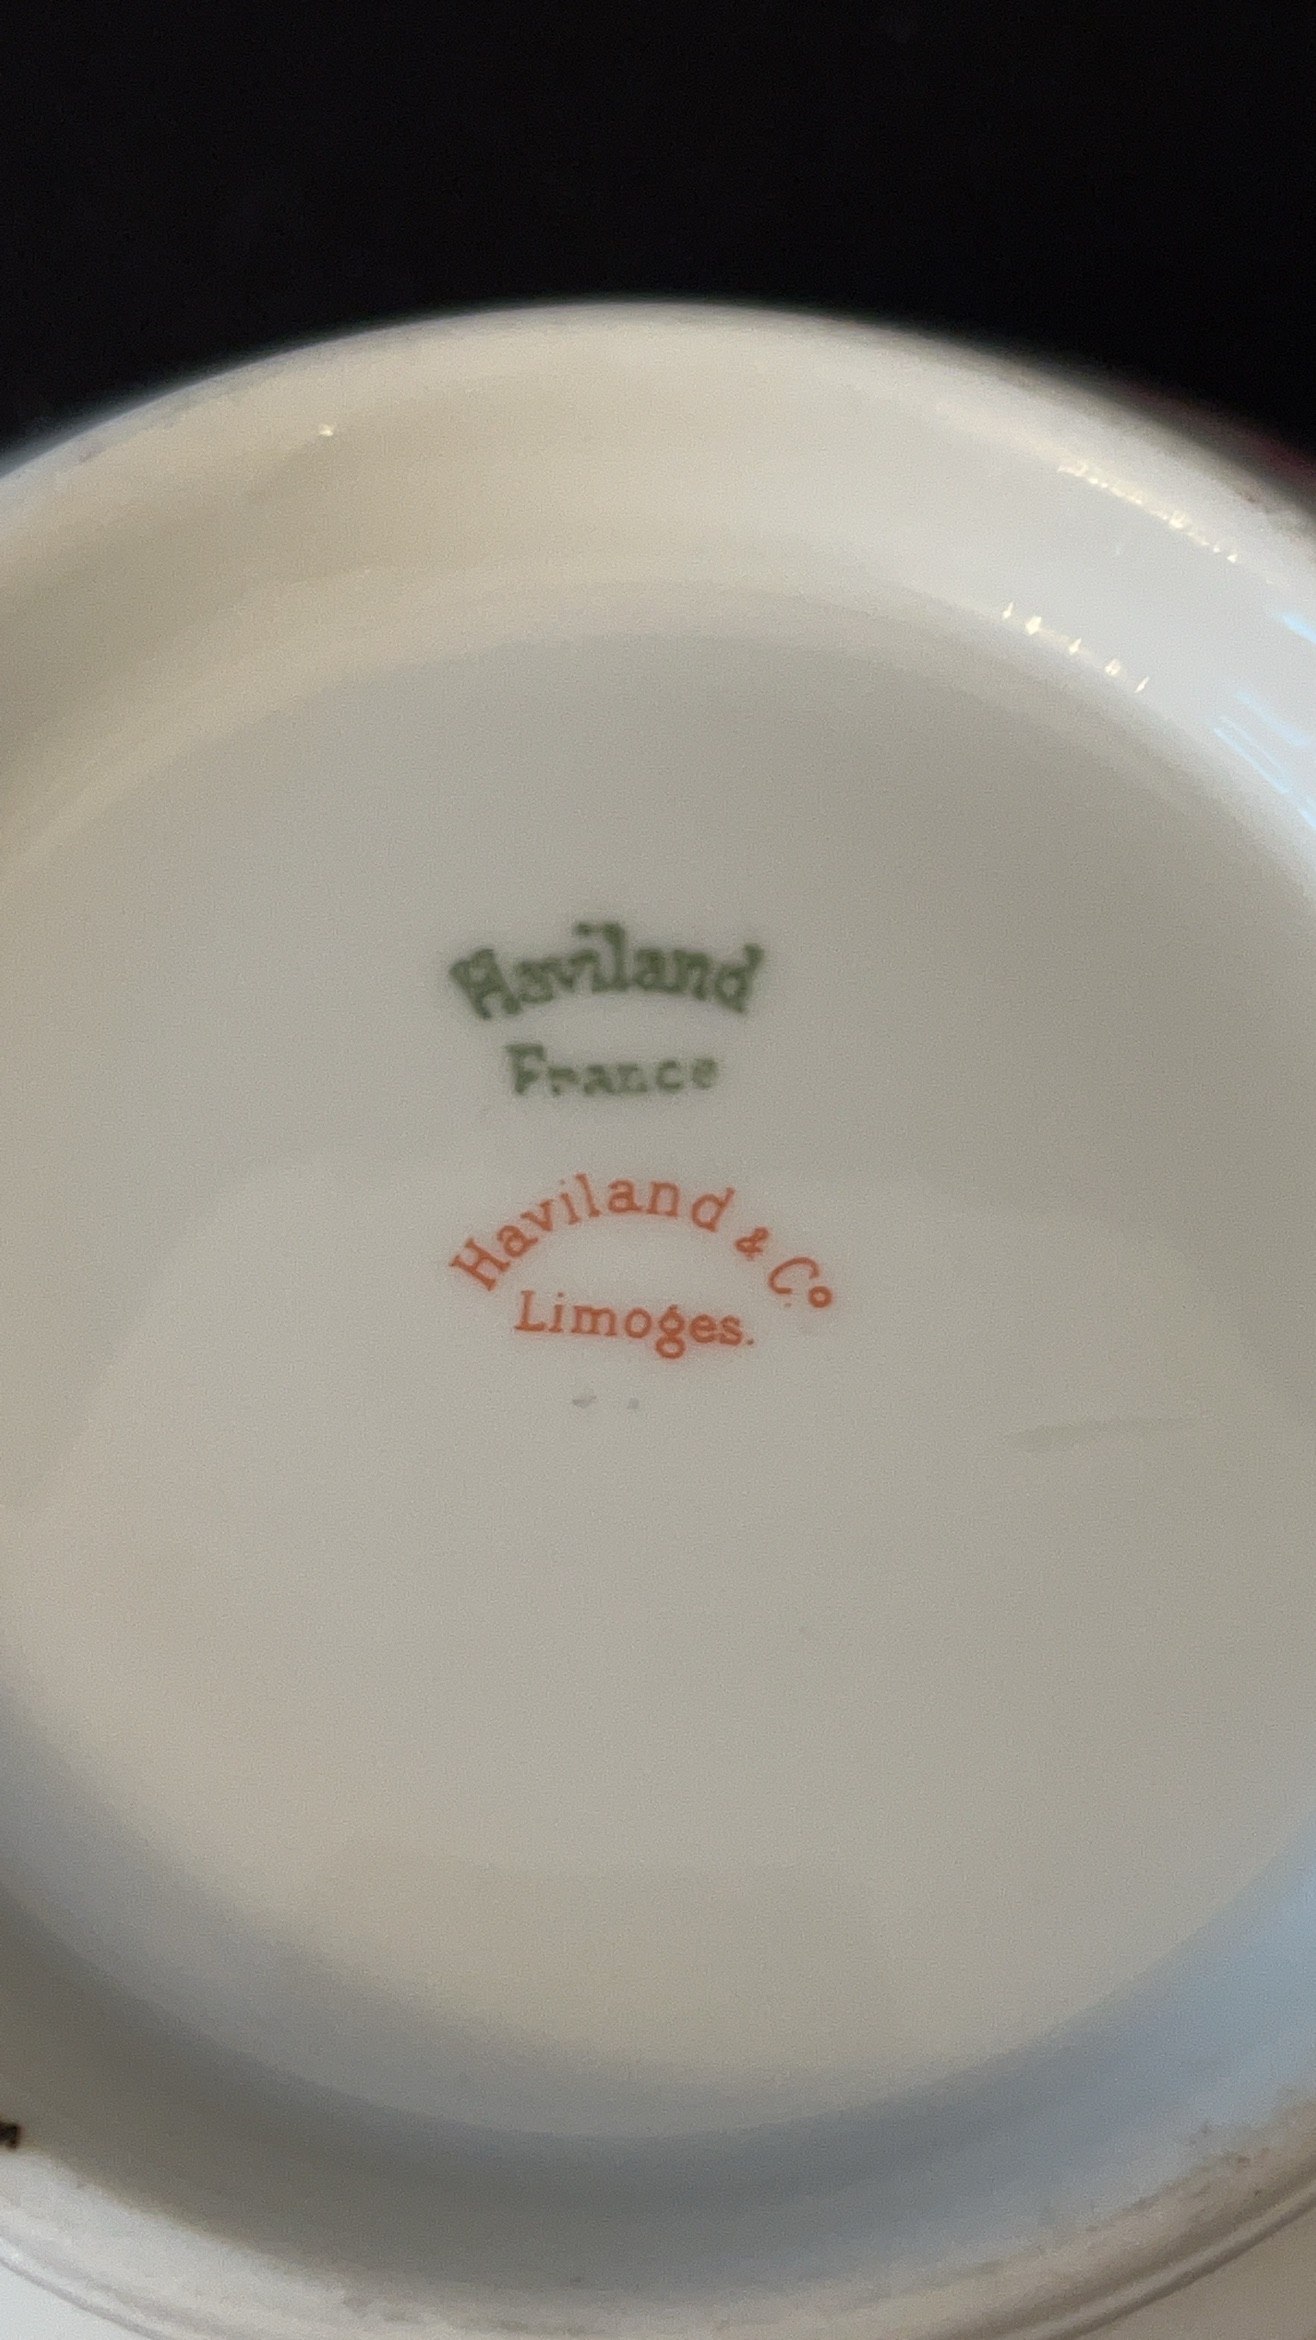 Haviland
France
Haviland & Co
Limoges.